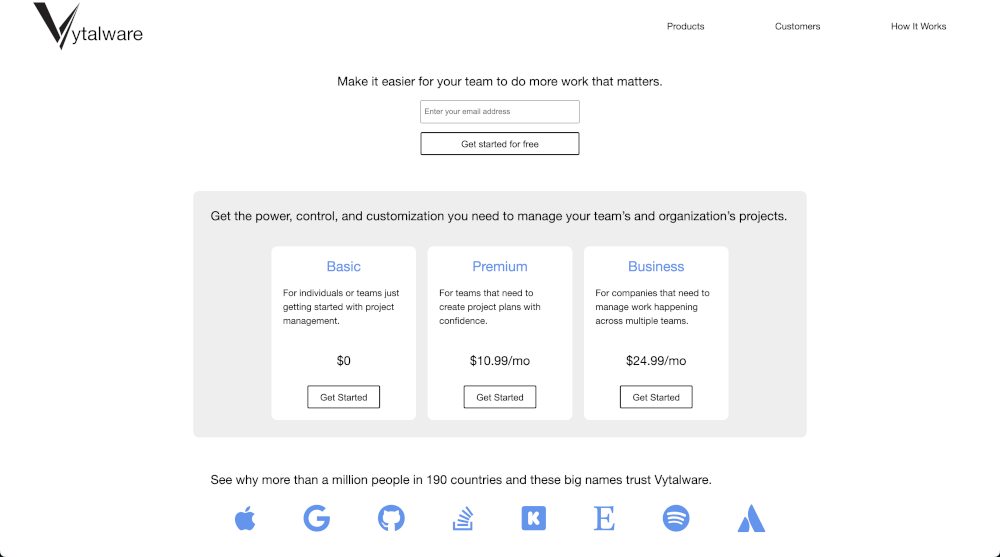 Vytalware
Products
Customers
How It Works
Make it easier for your team to do more work that matters.
Enter your email address
Get started for free
Get the power, control, and customization you need to manage your team’s and organization’s projects.
Basic
For individuals or teams just
getting started with project
management.
$0
Get Started
Premium
For teams that need to
create project plans with
confidence.
$10.99/mo
Get Started
Business
For companies that need to
manage work happening
across multiple teams.
$24.99/mo
Get Started
See why more than a million people in 190 countries and these big names trust Vytalware.
G
K
E